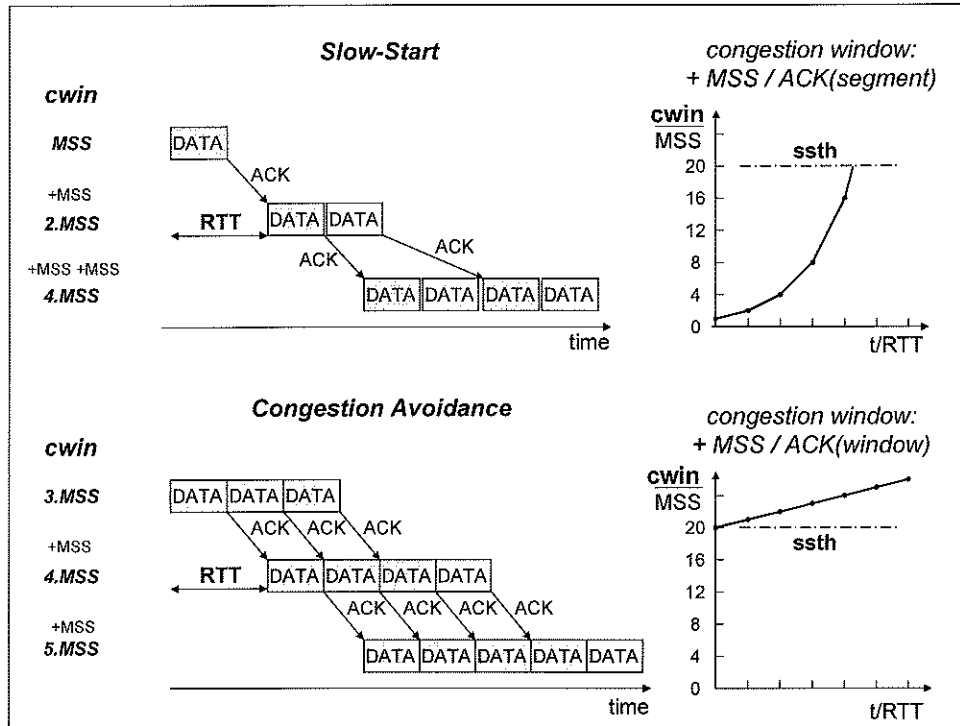 Slow-Start
cwin
MSS
DATA
ACK
+MSS
2.MSS
RTT
DATA DATA
ACK
ACK
+MSS +MSS
4.MSS
DATA DATA DATA DATA
time
congestion window:
+ MSS / ACK(segment)
cwin
MSS
20
16
12
8
4
0
ssth
t/RTT
Congestion Avoidance
cwin
3.MSS
DATA DATA DATA
ACK ACK ACK
+MSS
4.MSS
RTT
DATA DATA DATA DATA
ACK ACK ACK ACK
+MSS
5.MSS
DATA DATA DATA DATA DATA
time
congestion window:
+ MSS / ACK(window)
cwin
MSS
20
16
12
8
4
0
ssth
t/RTT